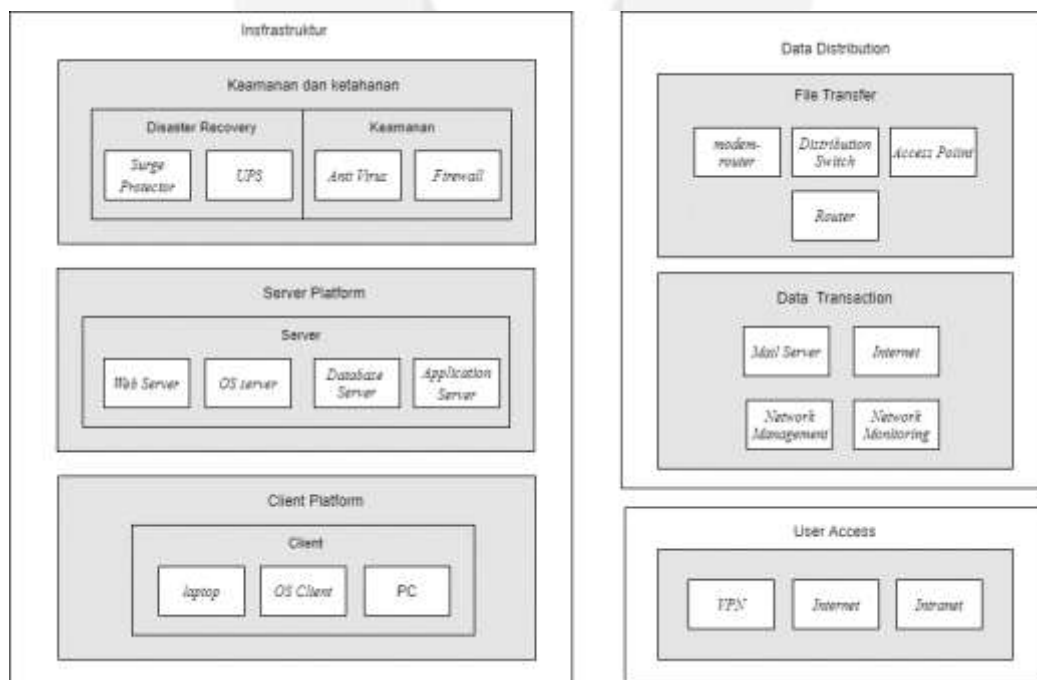 Insfrastruktur
Keamanan dan ketahanan
Disaster Recovery
Keamanan
Surge
Protector
UPS
Anti Virus
Firewall
Server Platform
Server
Web Server
OS server
Database
Server
Application
Server
Client Platform
Client
laptop
OS Client
PC
Data Distribution
File Transfer
modem-
router
Distribution
Switch
Access Point
Router
Data Transaction
Mail Server
Internet
Network
Management
Network
Monitoring
User Access
VPN
Internet
Intranet